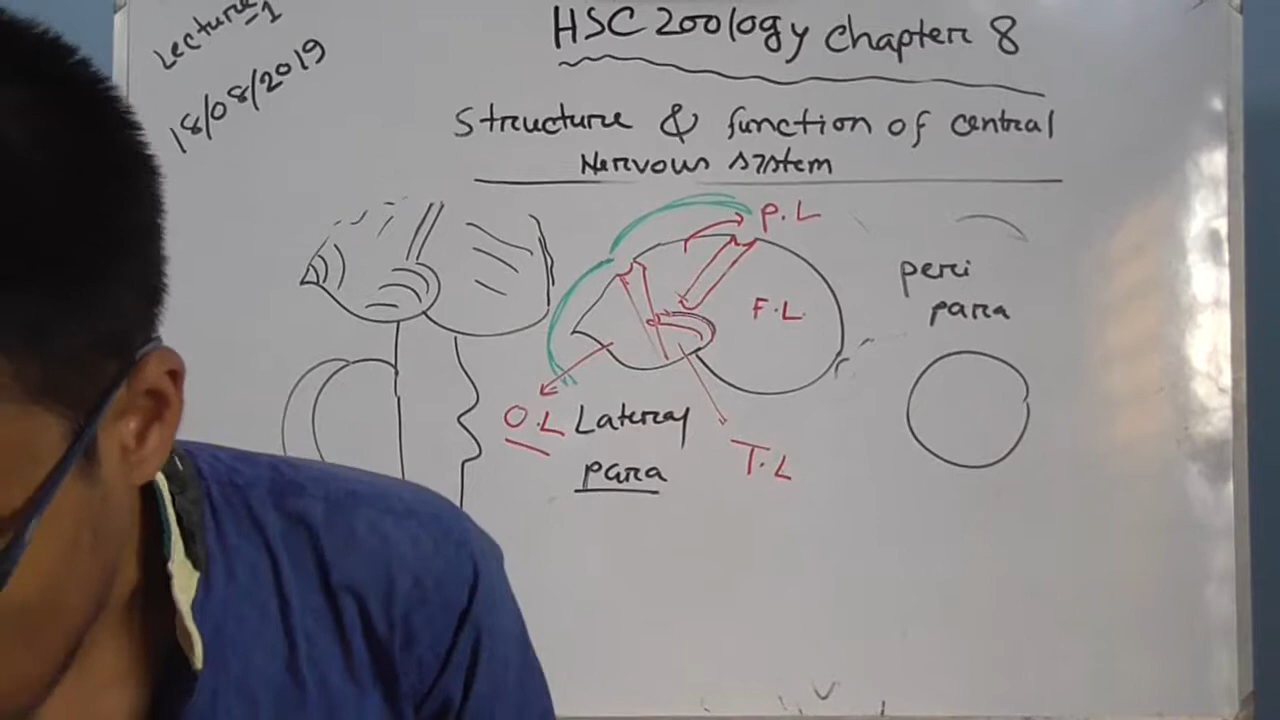 Lecture-1
18/08/2019
HSC Zoology chapter 8
Structure & function of central
Nervous system
P.L
F.L.
peri
para
O.L
Lateral
para
T.L